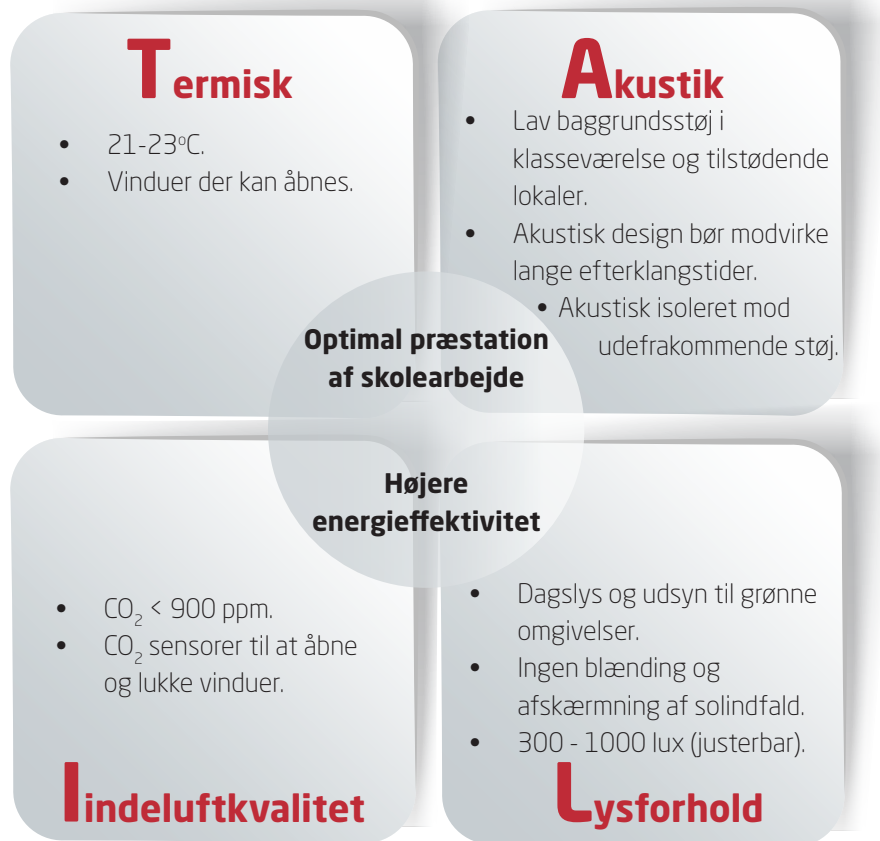 Termisk
• 21-23ºC.
• Vinduer der kan åbnes.
Akustik
• Lav baggrundsstøj i
klasseværelse og tilstødende
lokaler.
• Akustisk design bør modvirke
lange efterklangstider.
• Akustisk isoleret mod
udefrakommende støj.
Optimal præstation
af skolearbejde
Højere
energieffektivitet
• CO₂ < 900 ppm.
• CO₂ sensorer til at åbne
og lukke vinduer.
Iindeluftkvalitet
• Dagslys og udsyn til grønne
omgivelser.
• Ingen blænding og
afskærmning af solindfald.
• 300 - 1000 lux (justerbar).
Lysforhold